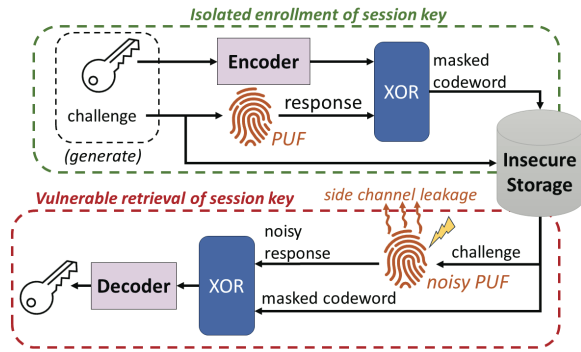 Isolated enrollment of session key
Encoder
XOR
masked
codeword
challenge
response
PUF
(generate)
Insecure
Storage
Vulnerable retrieval of session key
side channel leakage
noisy
response
challenge
noisy PUF
Decoder
XOR
masked codeword